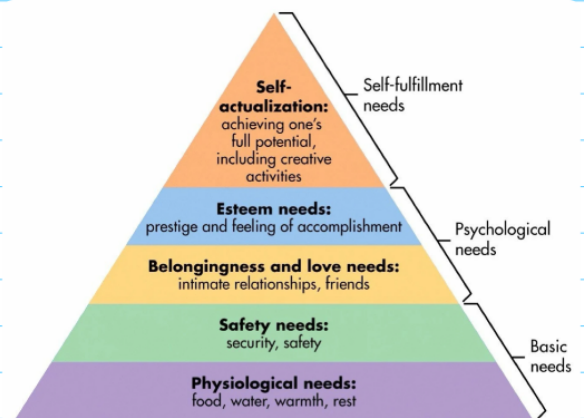 Self-
actualization:
achieving one's
full potential,
including creative
activities
Self-fulfillment
needs
Esteem needs:
prestige and feeling of accomplishment
Psychological
needs
Belongingness and love needs:
intimate relationships, friends
Safety needs:
security, safety
Basic
needs
Physiological needs:
food, water, warmth, rest